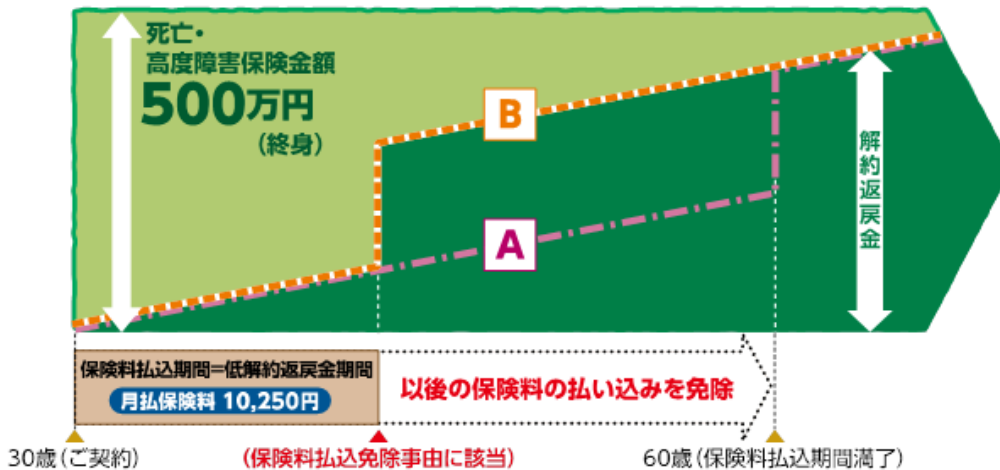 死亡・
高度障害保険金額
500万円
(終身)
B
A
解約返戻金
保険料払込期間=低解約返戻金期間
月払保険料 10,250円
以後の保険料の払い込みを免除
30歳(ご契約)
(保険料払込免除事由に該当)
60歳(保険料払込期間満了)